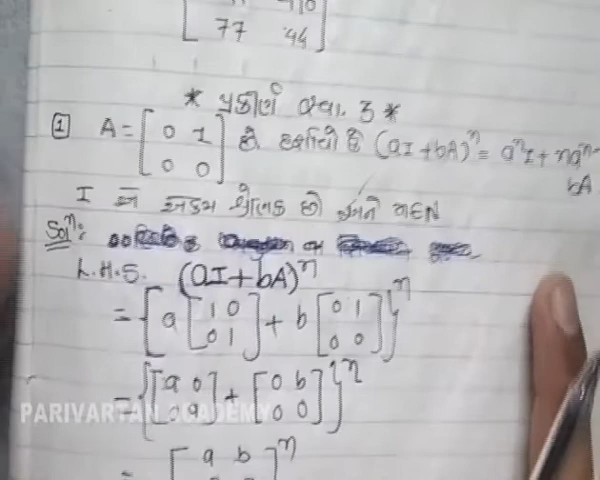 77 44
* પ્રકીર્ણ સ્વા. 3 *
1 A = [ 0 1 હો દર્શાવો કે (aI + bA)ⁿ = aⁿI + naⁿ⁻
0 0 ] bA
I એ એકમ શ્રેણિક છે અને n∈N
Solⁿ:
L.H.S. (aI + bA)ⁿ
= { a [ 1 0 ] + b [ 0 1 ] }ⁿ
0 1 0 0
= { [ a 0 ] + [ 0 b ] }ⁿ
0 a 0 0
PARIVARTAN ACADEMY
= [ a b ]ⁿ